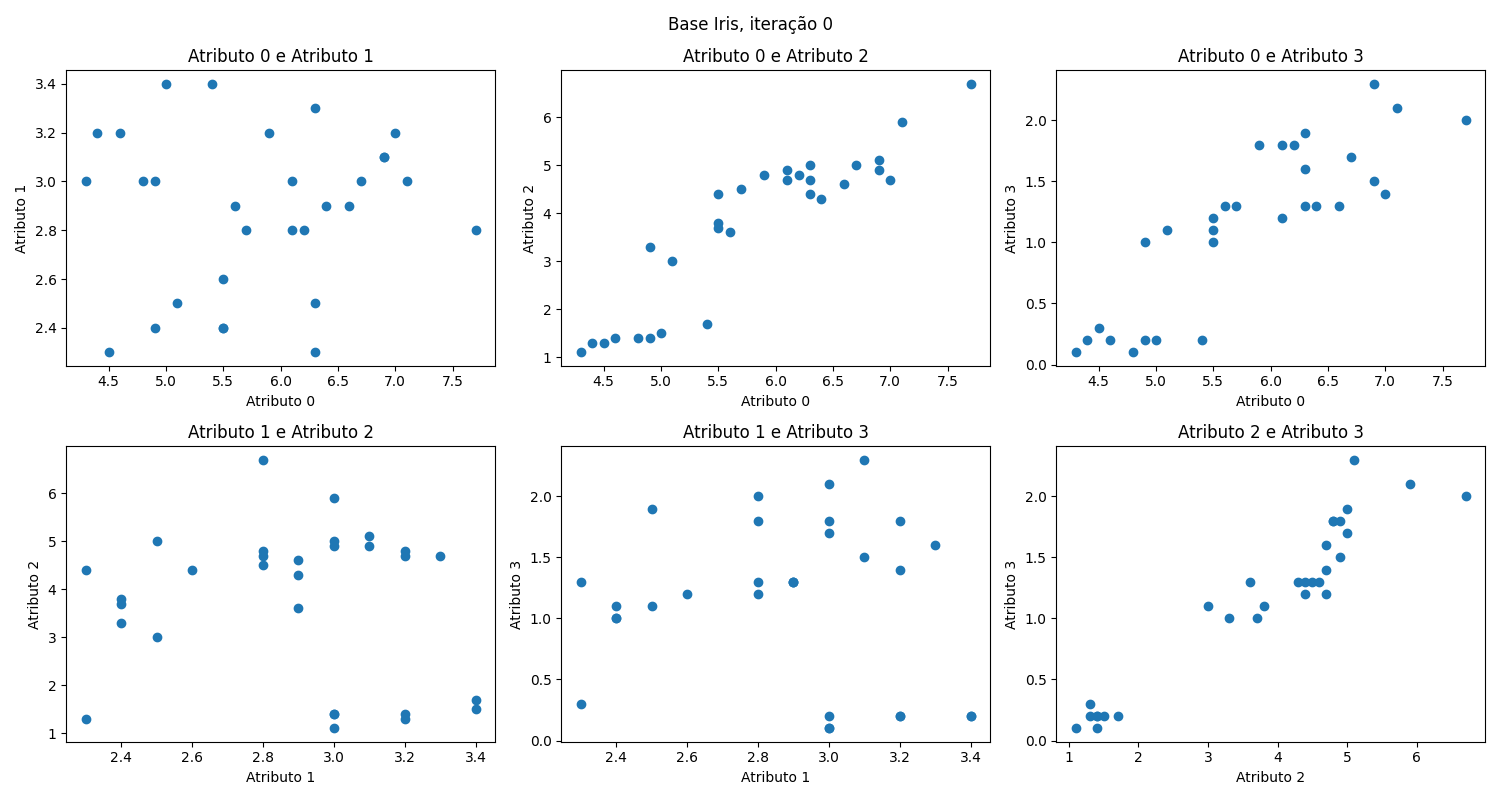 Base Iris, iteração 0
Atributo 0 e Atributo 1
3.4
3.2
3.0
2.8
2.6
2.4
Atributo 1
4.5 5.0 5.5 6.0 6.5 7.0 7.5
Atributo 0
Atributo 0 e Atributo 2
6
5
4
3
2
1
Atributo 2
4.5 5.0 5.5 6.0 6.5 7.0 7.5
Atributo 0
Atributo 0 e Atributo 3
2.0
1.5
1.0
0.5
0.0
Atributo 3
4.5 5.0 5.5 6.0 6.5 7.0 7.5
Atributo 0
Atributo 1 e Atributo 2
6
5
4
3
2
1
Atributo 2
2.4 2.6 2.8 3.0 3.2 3.4
Atributo 1
Atributo 1 e Atributo 3
2.0
1.5
1.0
0.5
0.0
Atributo 3
2.4 2.6 2.8 3.0 3.2 3.4
Atributo 1
Atributo 2 e Atributo 3
2.0
1.5
1.0
0.5
0.0
Atributo 3
1 2 3 4 5 6
Atributo 2